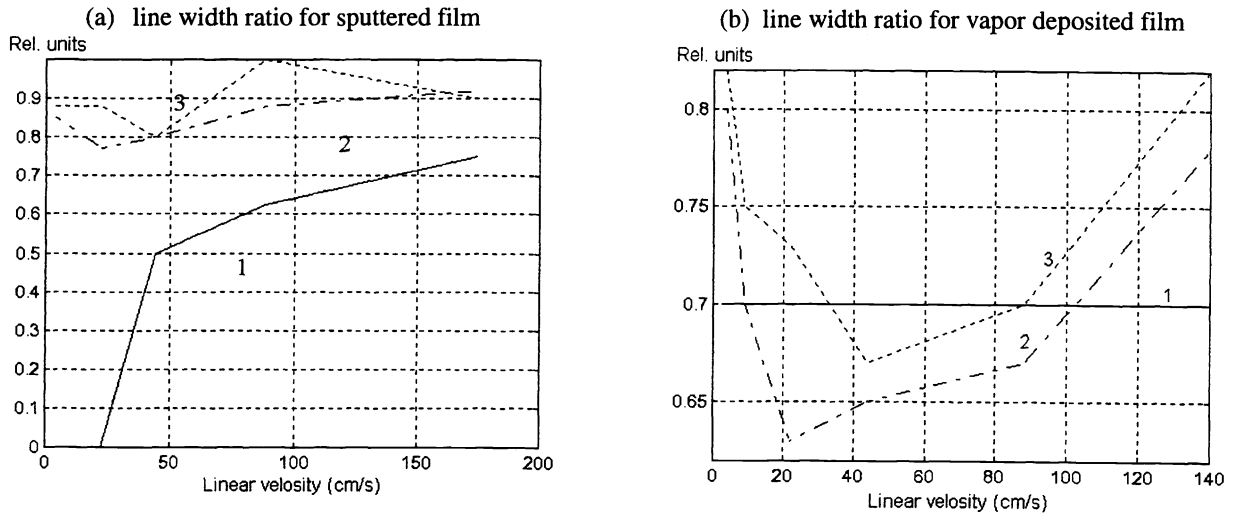 (a) line width ratio for sputtered film
Rel. units
0.9
0.8
0.7
0.6
0.5
0.4
0.3
0.2
0.1
0
3
2
1
0 50 100 150 200
Linear velosity (cm/s)
(b) line width ratio for vapor deposited film
Rel. units
0.8
0.75
0.7
0.65
3
1
2
0 20 40 60 80 100 120 140
Linear velosity (cm/s)